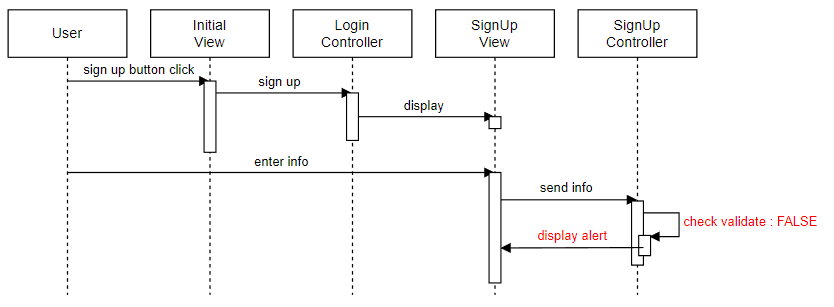 User
Initial
View
Login
Controller
SignUp
View
SignUp
Controller
sign up button click
sign up
display
enter info
send info
check validate : FALSE
display alert